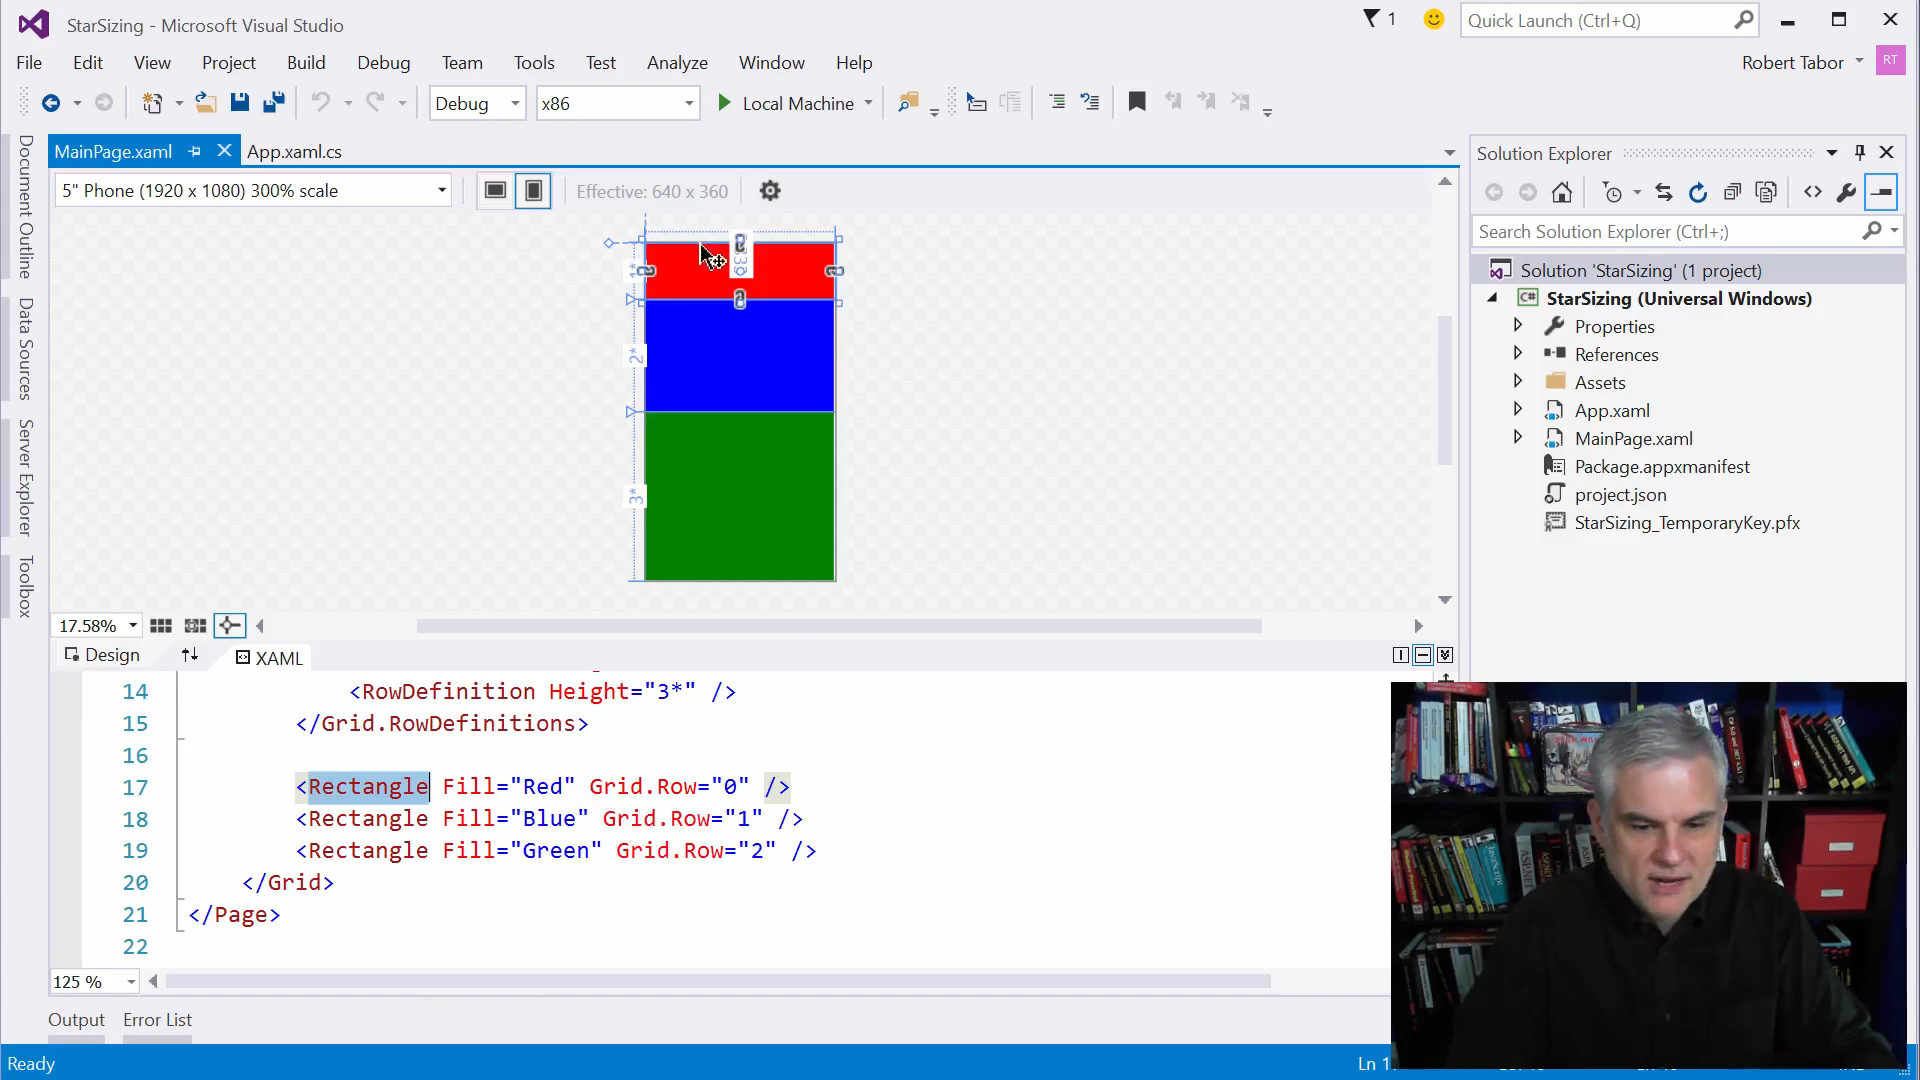 StarSizing - Microsoft Visual Studio
1
Quick Launch (Ctrl+Q)
File Edit View Project Build Debug Team Tools Test Analyze Window Help
Robert Tabor
RT
Debug
x86
Local Machine
MainPage.xaml
App.xaml.cs
5" Phone (1920 x 1080) 300% scale
Effective: 640 x 360
Document Outline
Data Sources
Server Explorer
Toolbox
1*
2*
3*
17.58%
Design
XAML
14 <RowDefinition Height="3*" />
15 </Grid.RowDefinitions>
16
17 <Rectangle Fill="Red" Grid.Row="0" />
18 <Rectangle Fill="Blue" Grid.Row="1" />
19 <Rectangle Fill="Green" Grid.Row="2" />
20 </Grid>
21 </Page>
22
125 %
Output Error List
Ready
Solution Explorer
Search Solution Explorer (Ctrl+;)
Solution 'StarSizing' (1 project)
C# StarSizing (Universal Windows)
Properties
References
Assets
App.xaml
MainPage.xaml
Package.appxmanifest
project.json
StarSizing_TemporaryKey.pfx